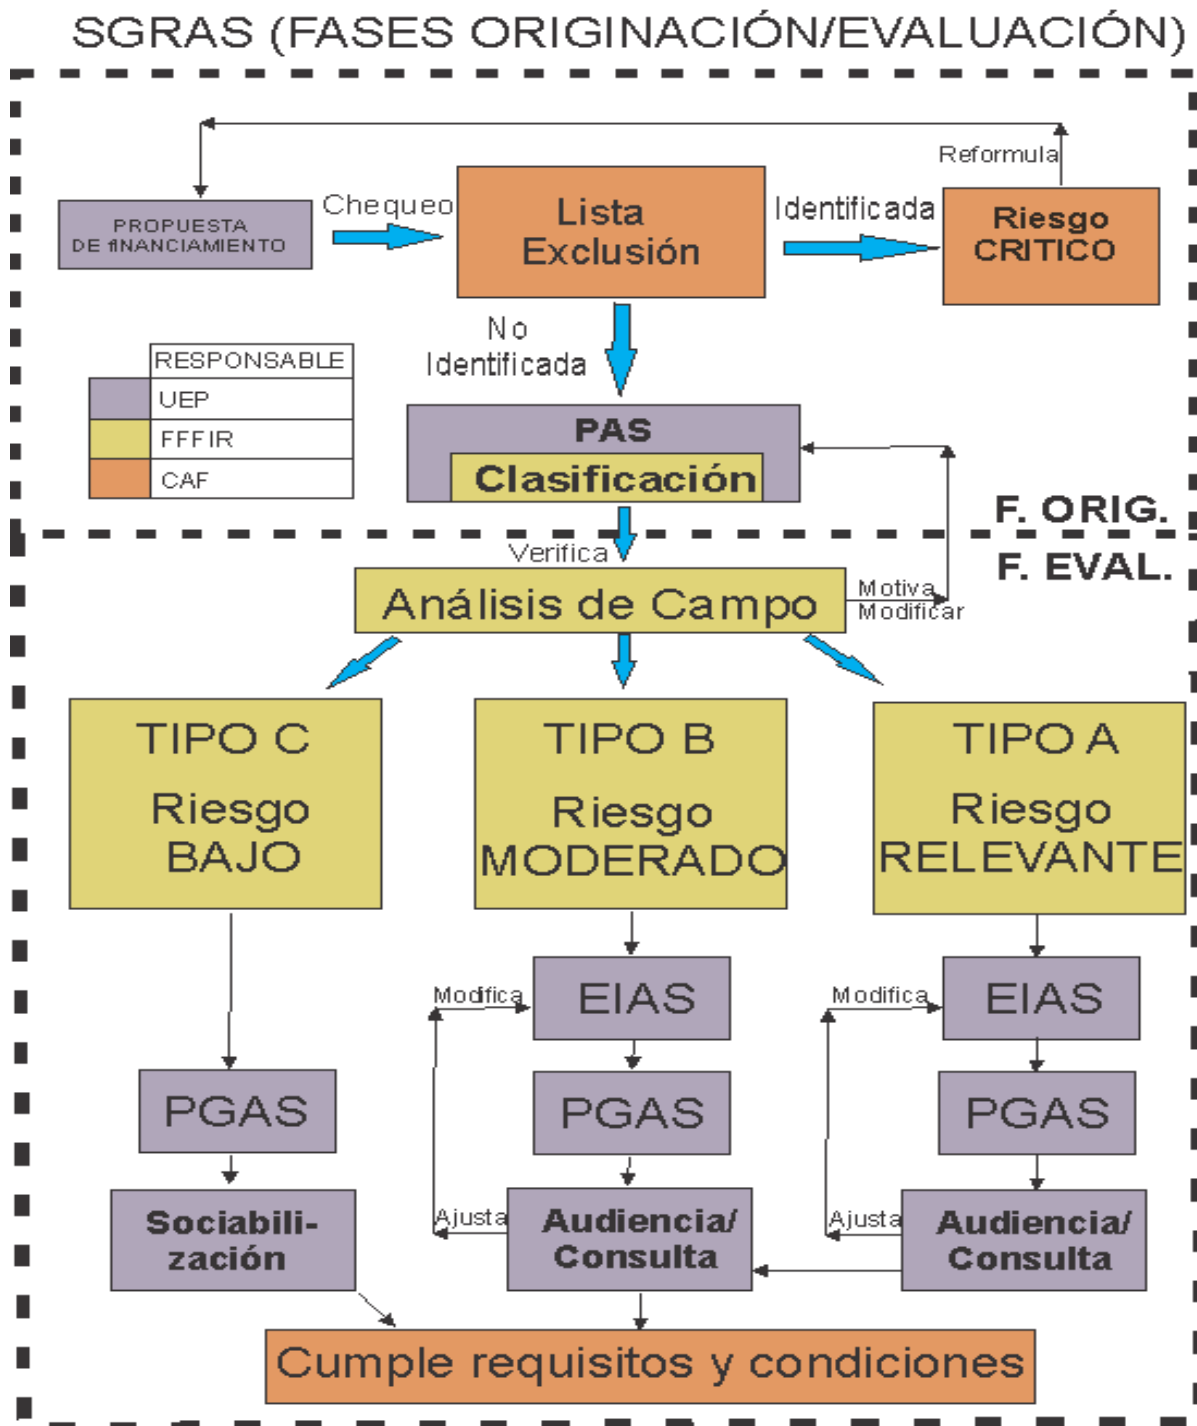 SGRAS (FASES ORIGINACIÓN/EVALUACIÓN)
Reformula
PROPUESTA
DE fINANCIAMIENTO
Chequeo
Lista
Exclusión
Identificada
Riesgo
CRITICO
No
Identificada
RESPONSABLE
UEP
FFFIR
CAF
PAS
Clasificación
F. ORIG.
F. EVAL.
Verifica
Análisis de Campo
Motiva
Modificar
TIPO C
Riesgo
BAJO
TIPO B
Riesgo
MODERADO
TIPO A
Riesgo
RELEVANTE
PGAS
Sociabili-
zación
Modifica
EIAS
PGAS
Ajusta
Audiencia/
Consulta
Modifica
EIAS
PGAS
Ajusta
Audiencia/
Consulta
Cumple requisitos y condiciones